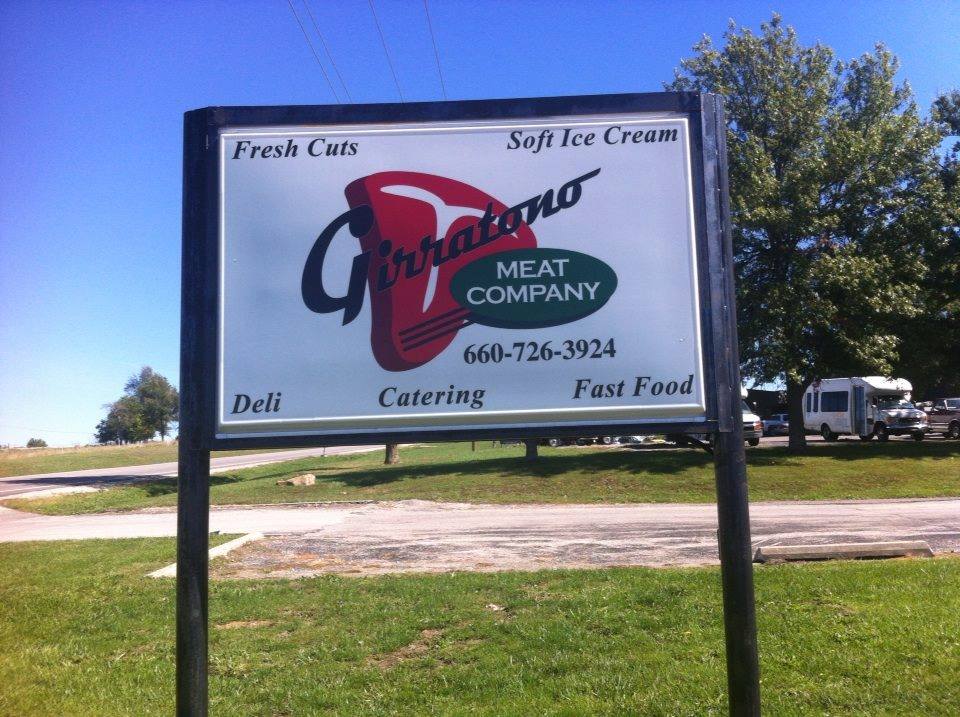 Fresh Cuts
Soft Ice Cream
Girratono
MEAT
COMPANY
660-726-3924
Deli
Catering
Fast Food